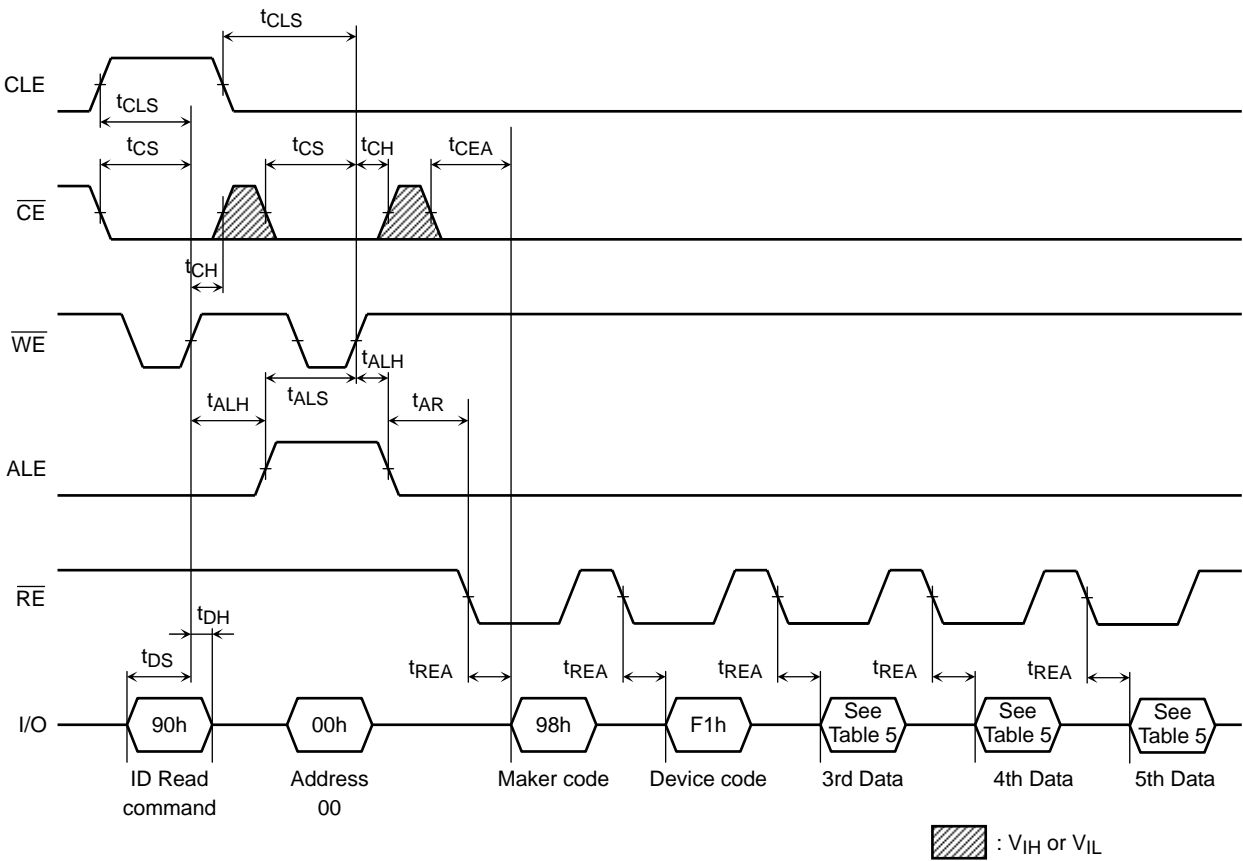 tCLS
CLE
tCLS
tCS
tCS
tCH
tCEA
CE
tCH
WE
tALH
tALH
tALS
tAR
ALE
RE
tDH
tDS
tREA
tREA
tREA
tREA
tREA
I/O
90h
00h
98h
F1h
See
Table 5
See
Table 5
See
Table 5
ID Read
command
Address
00
Maker code
Device code
3rd Data
4th Data
5th Data
: VIH or VIL